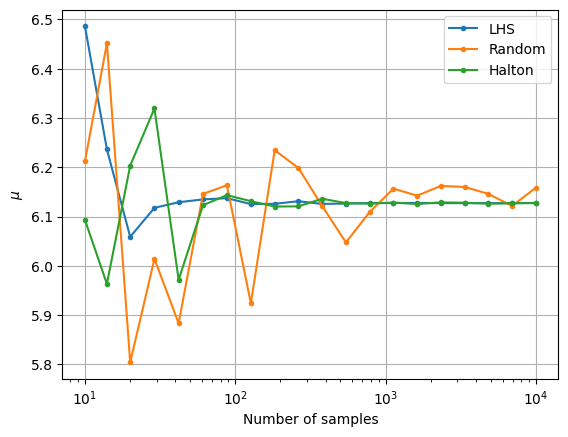 6.5
6.4
6.3
6.2
6.1
6.0
5.9
5.8
μ
10¹
10²
10³
10⁴
Number of samples
LHS
Random
Halton